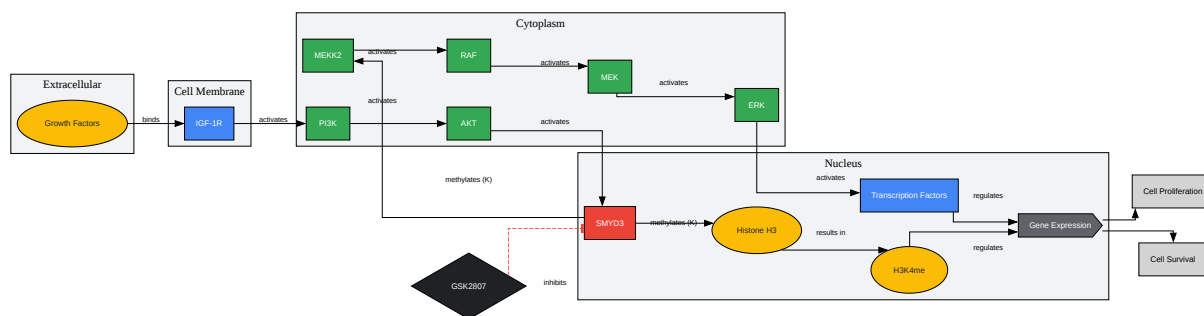 Cytoplasm
MEKK2
activates
RAF
activates
MEK
activates
ERK
Extracellular
Growth Factors
binds
Cell Membrane
IGF-1R
activates
PI3K
activates
AKT
activates
methylates (K)
Nucleus
activates
Transcription Factors
regulates
SMYD3
methylates (K)
Histone H3
results in
H3K4me
regulates
Gene Expression
Cell Proliferation
Cell Survival
GSK2807
inhibits